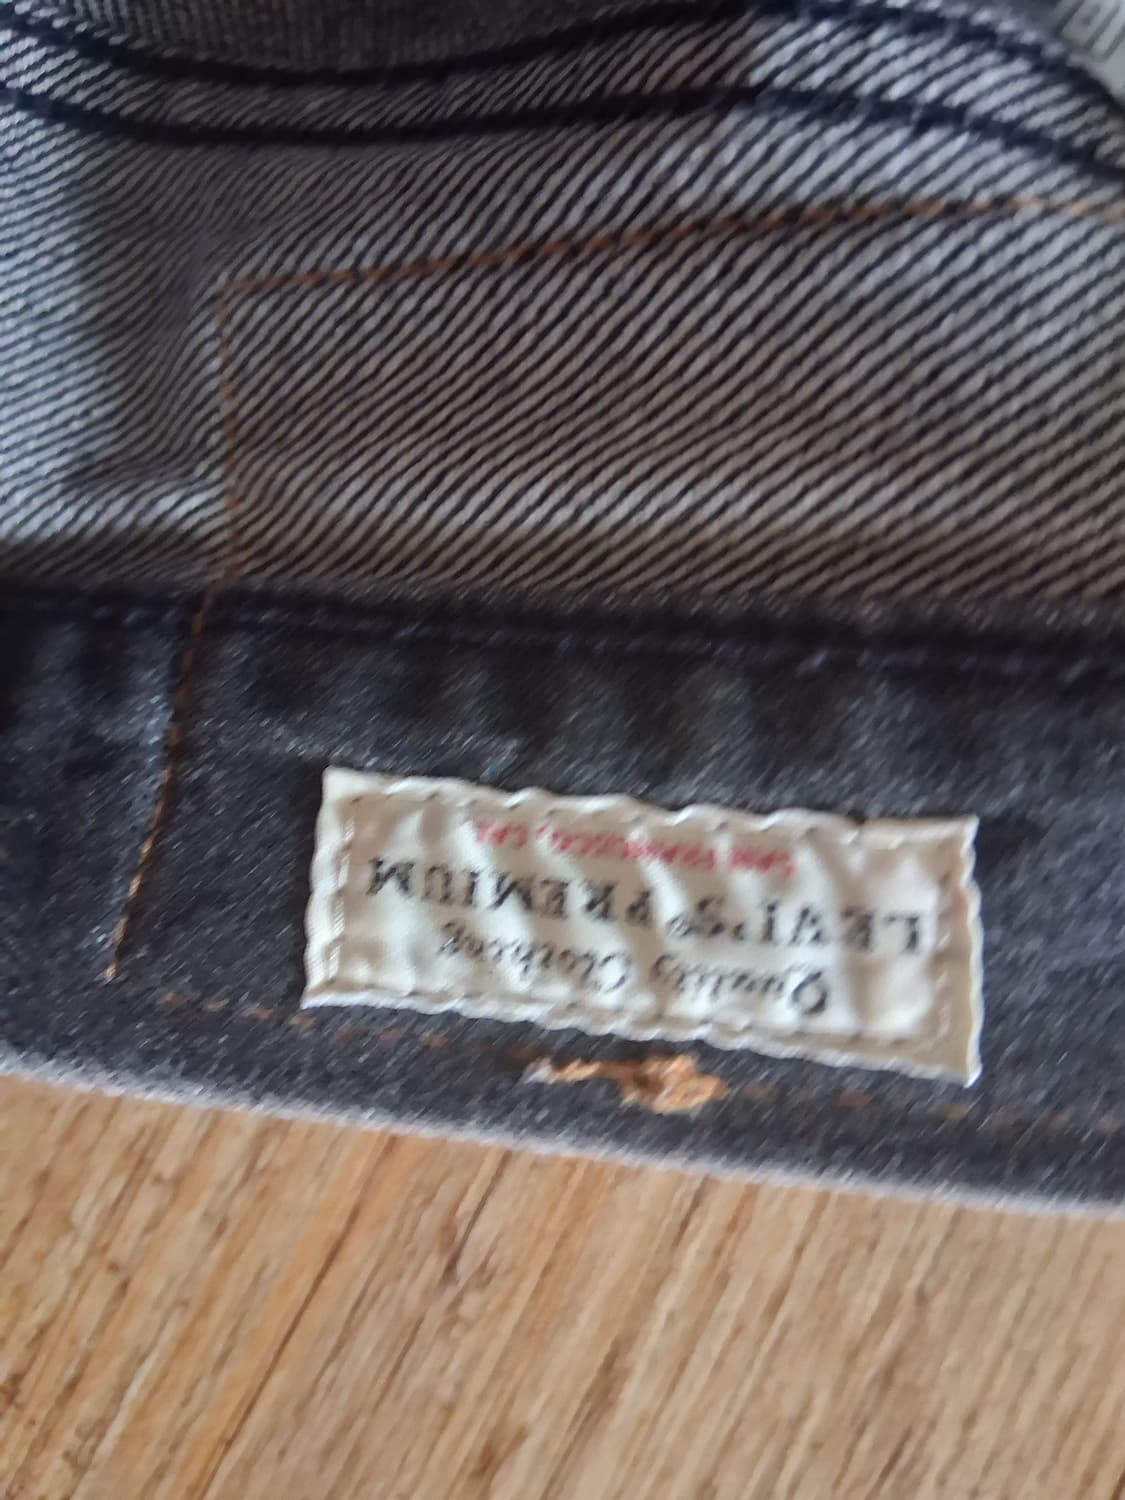 Quality Clothing
LEVI'S® PREMIUM
SAN FRANCISCO, CAL